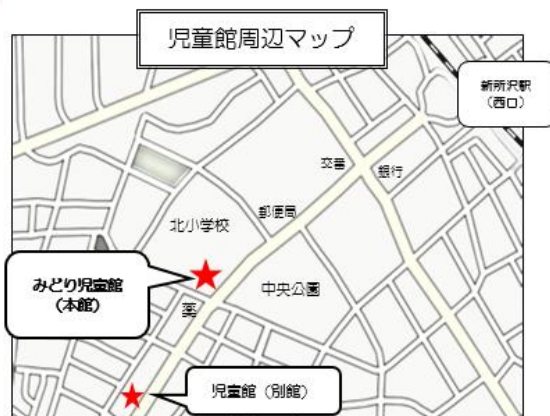 児童館周辺マップ
新所沢駅
（西口）
交番
銀行
郵便局
北小学校
みどり児童館
（本館）
中央公園
薬
児童館（別館）